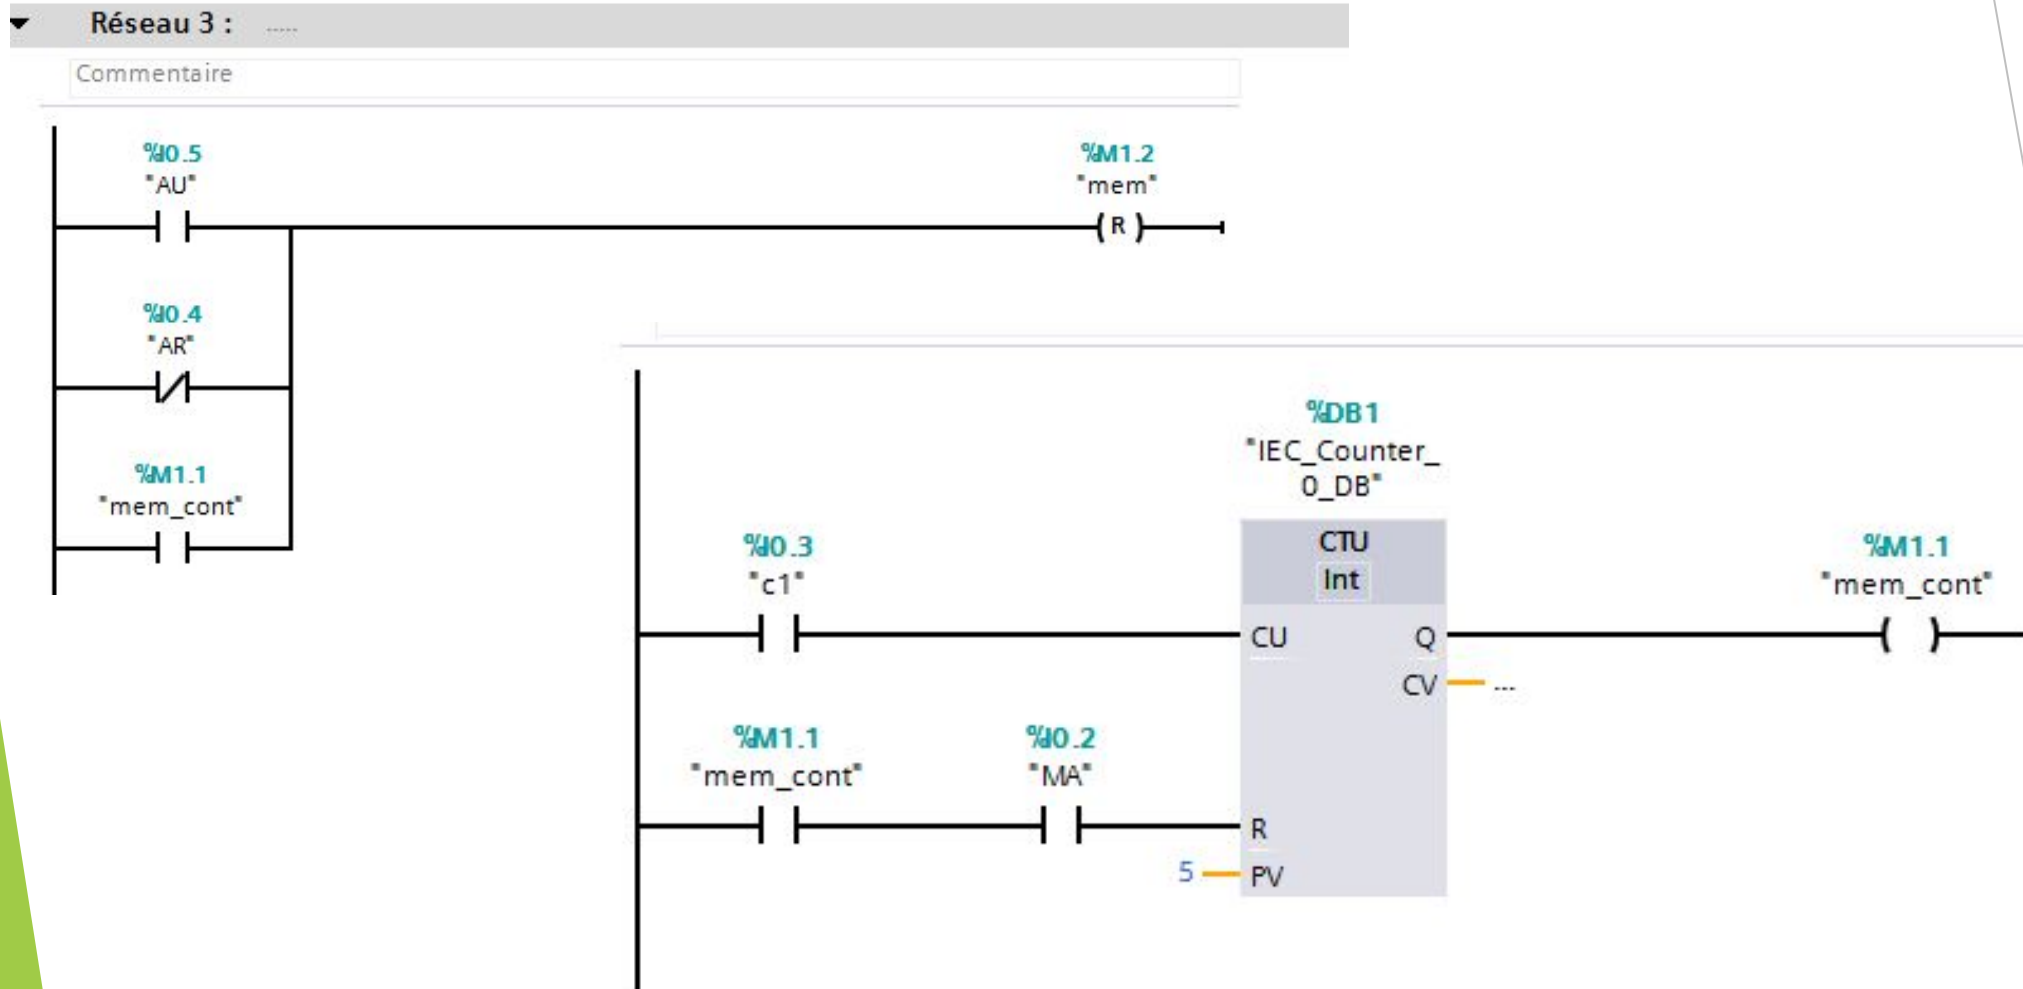 Réseau 3 : .....
Commentaire
%I0.5
"AU"
%M1.2
"mem"
( R )
%I0.4
"AR"
%M1.1
"mem_cont"
%DB1
"IEC_Counter_
0_DB"
CTU
Int
%I0.3
"c1"
%M1.1
"mem_cont"
CU
Q
CV
...
%M1.1
"mem_cont"
%I0.2
"MA"
R
5
PV